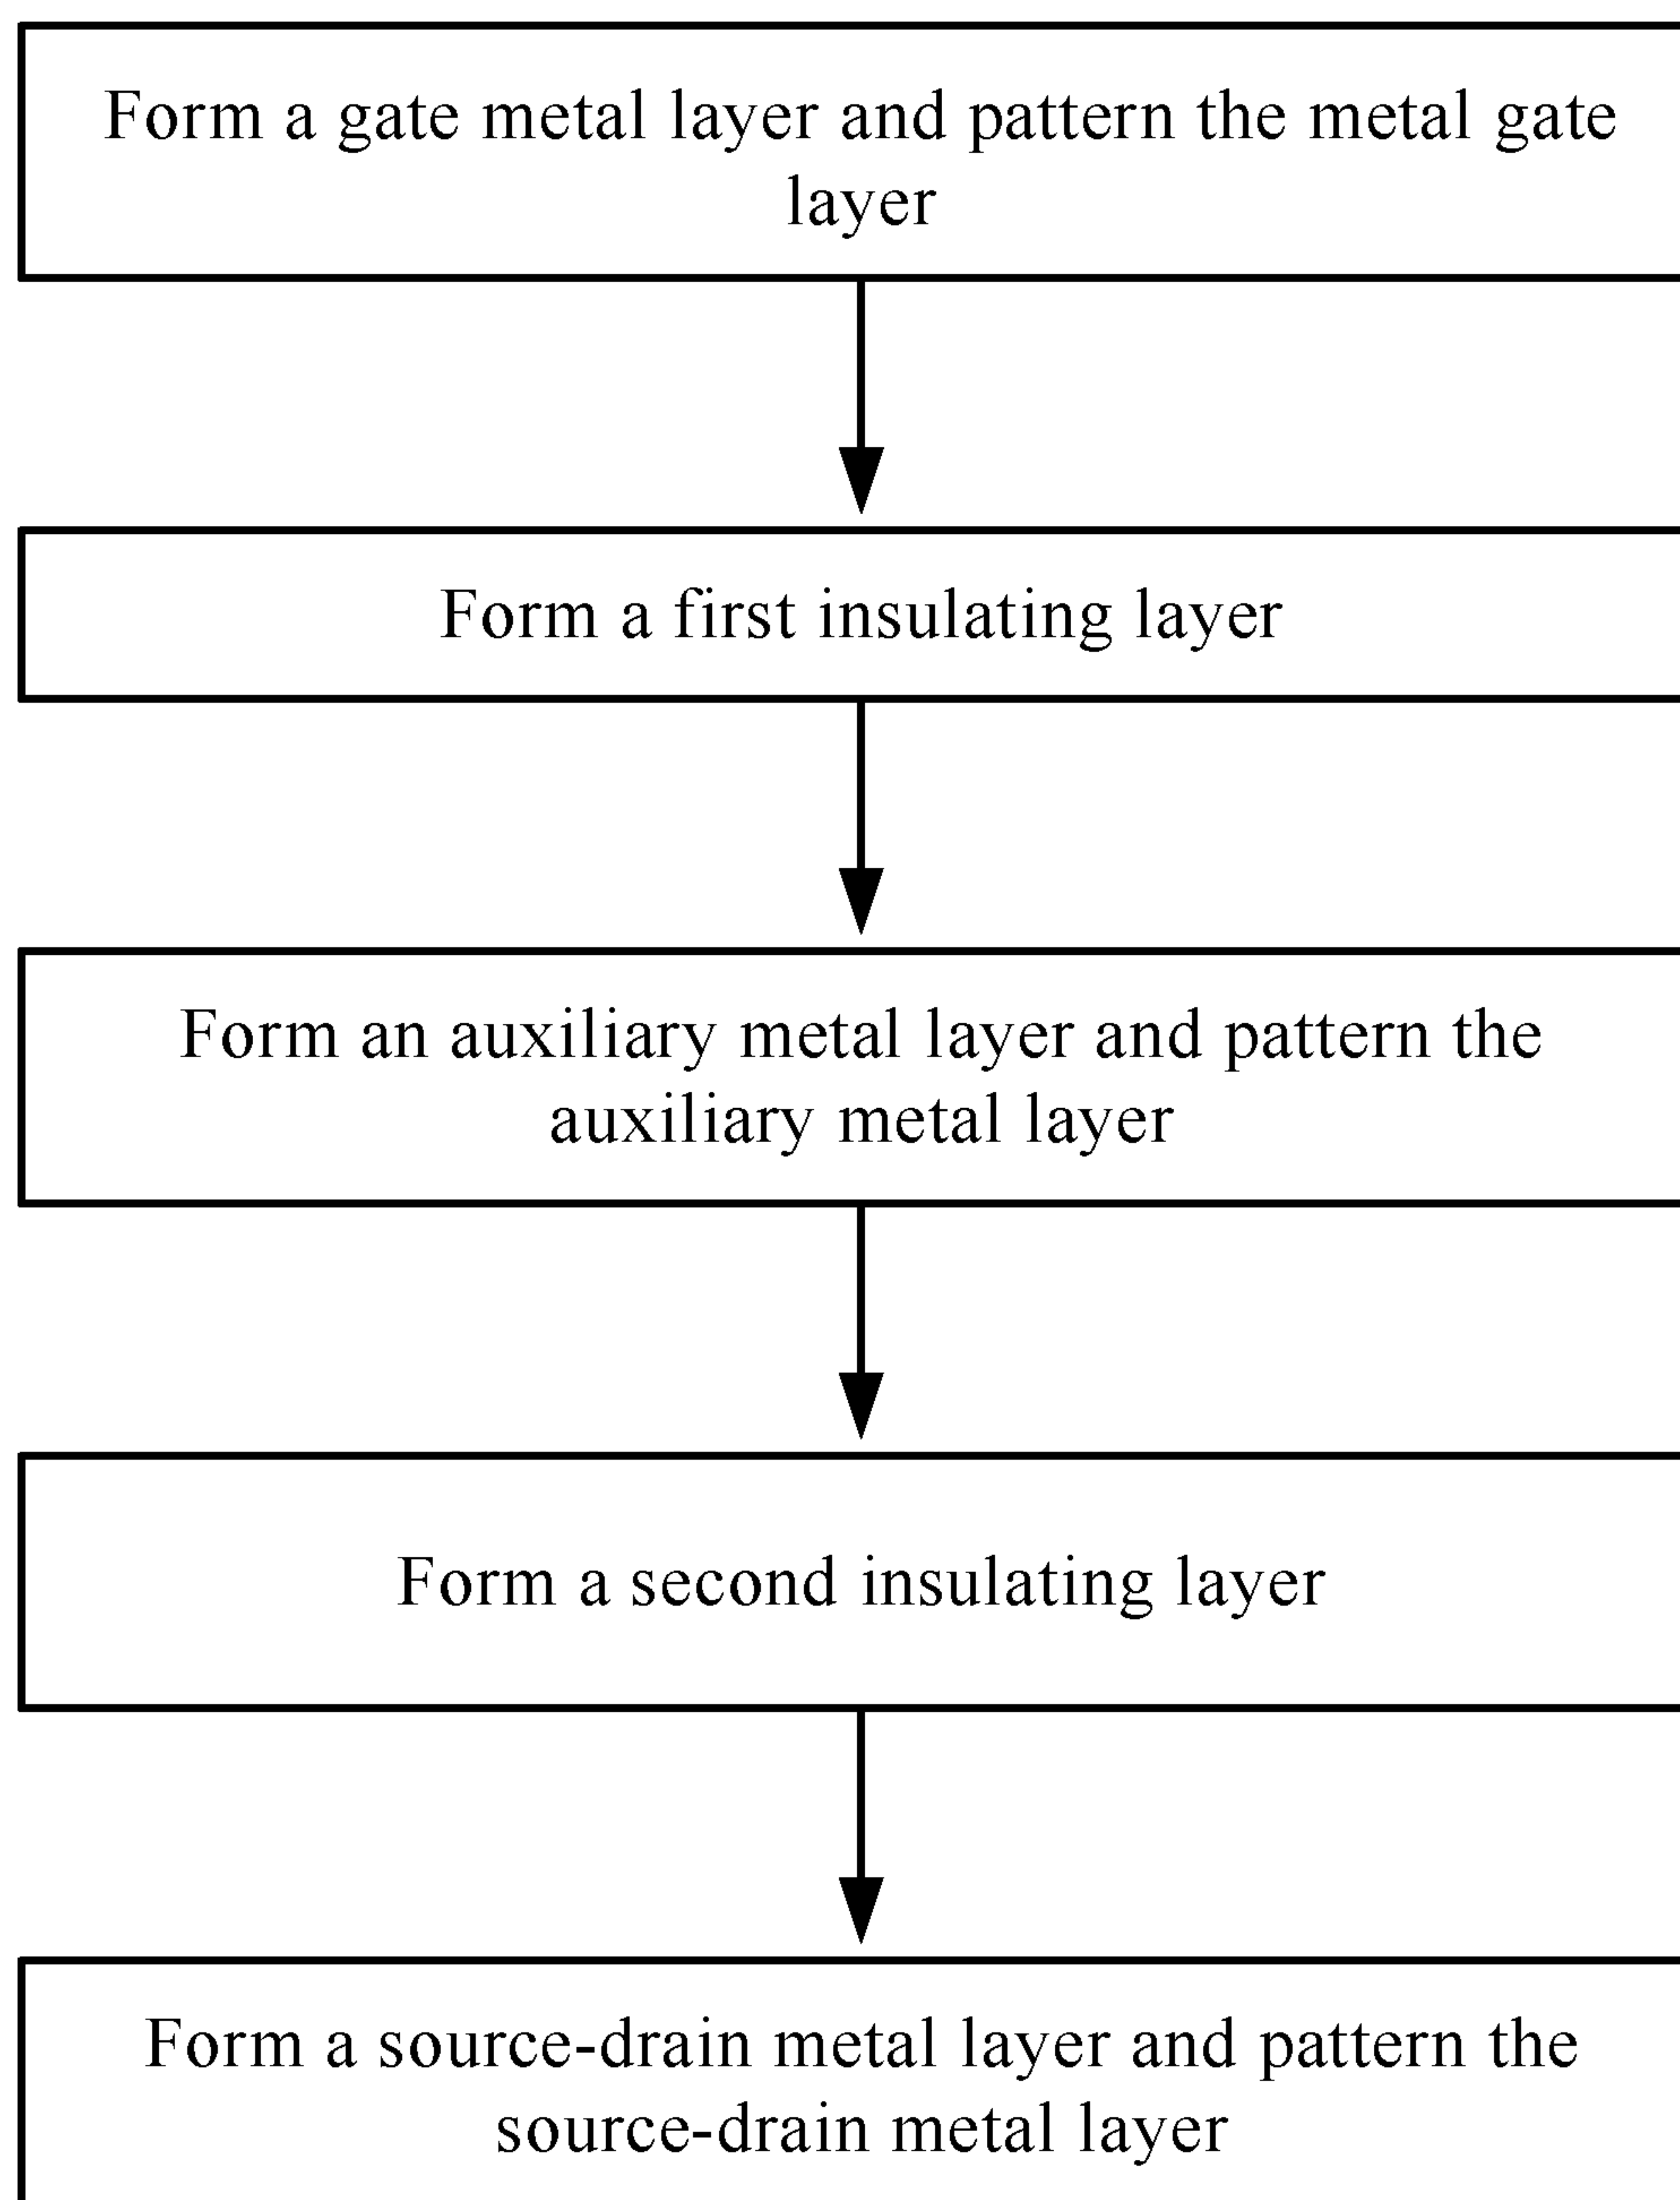 Form a gate metal layer and pattern the metal gate
layer
Form a first insulating layer
Form an auxiliary metal layer and pattern the
auxiliary metal layer
Form a second insulating layer
Form a source-drain metal layer and pattern the
source-drain metal layer